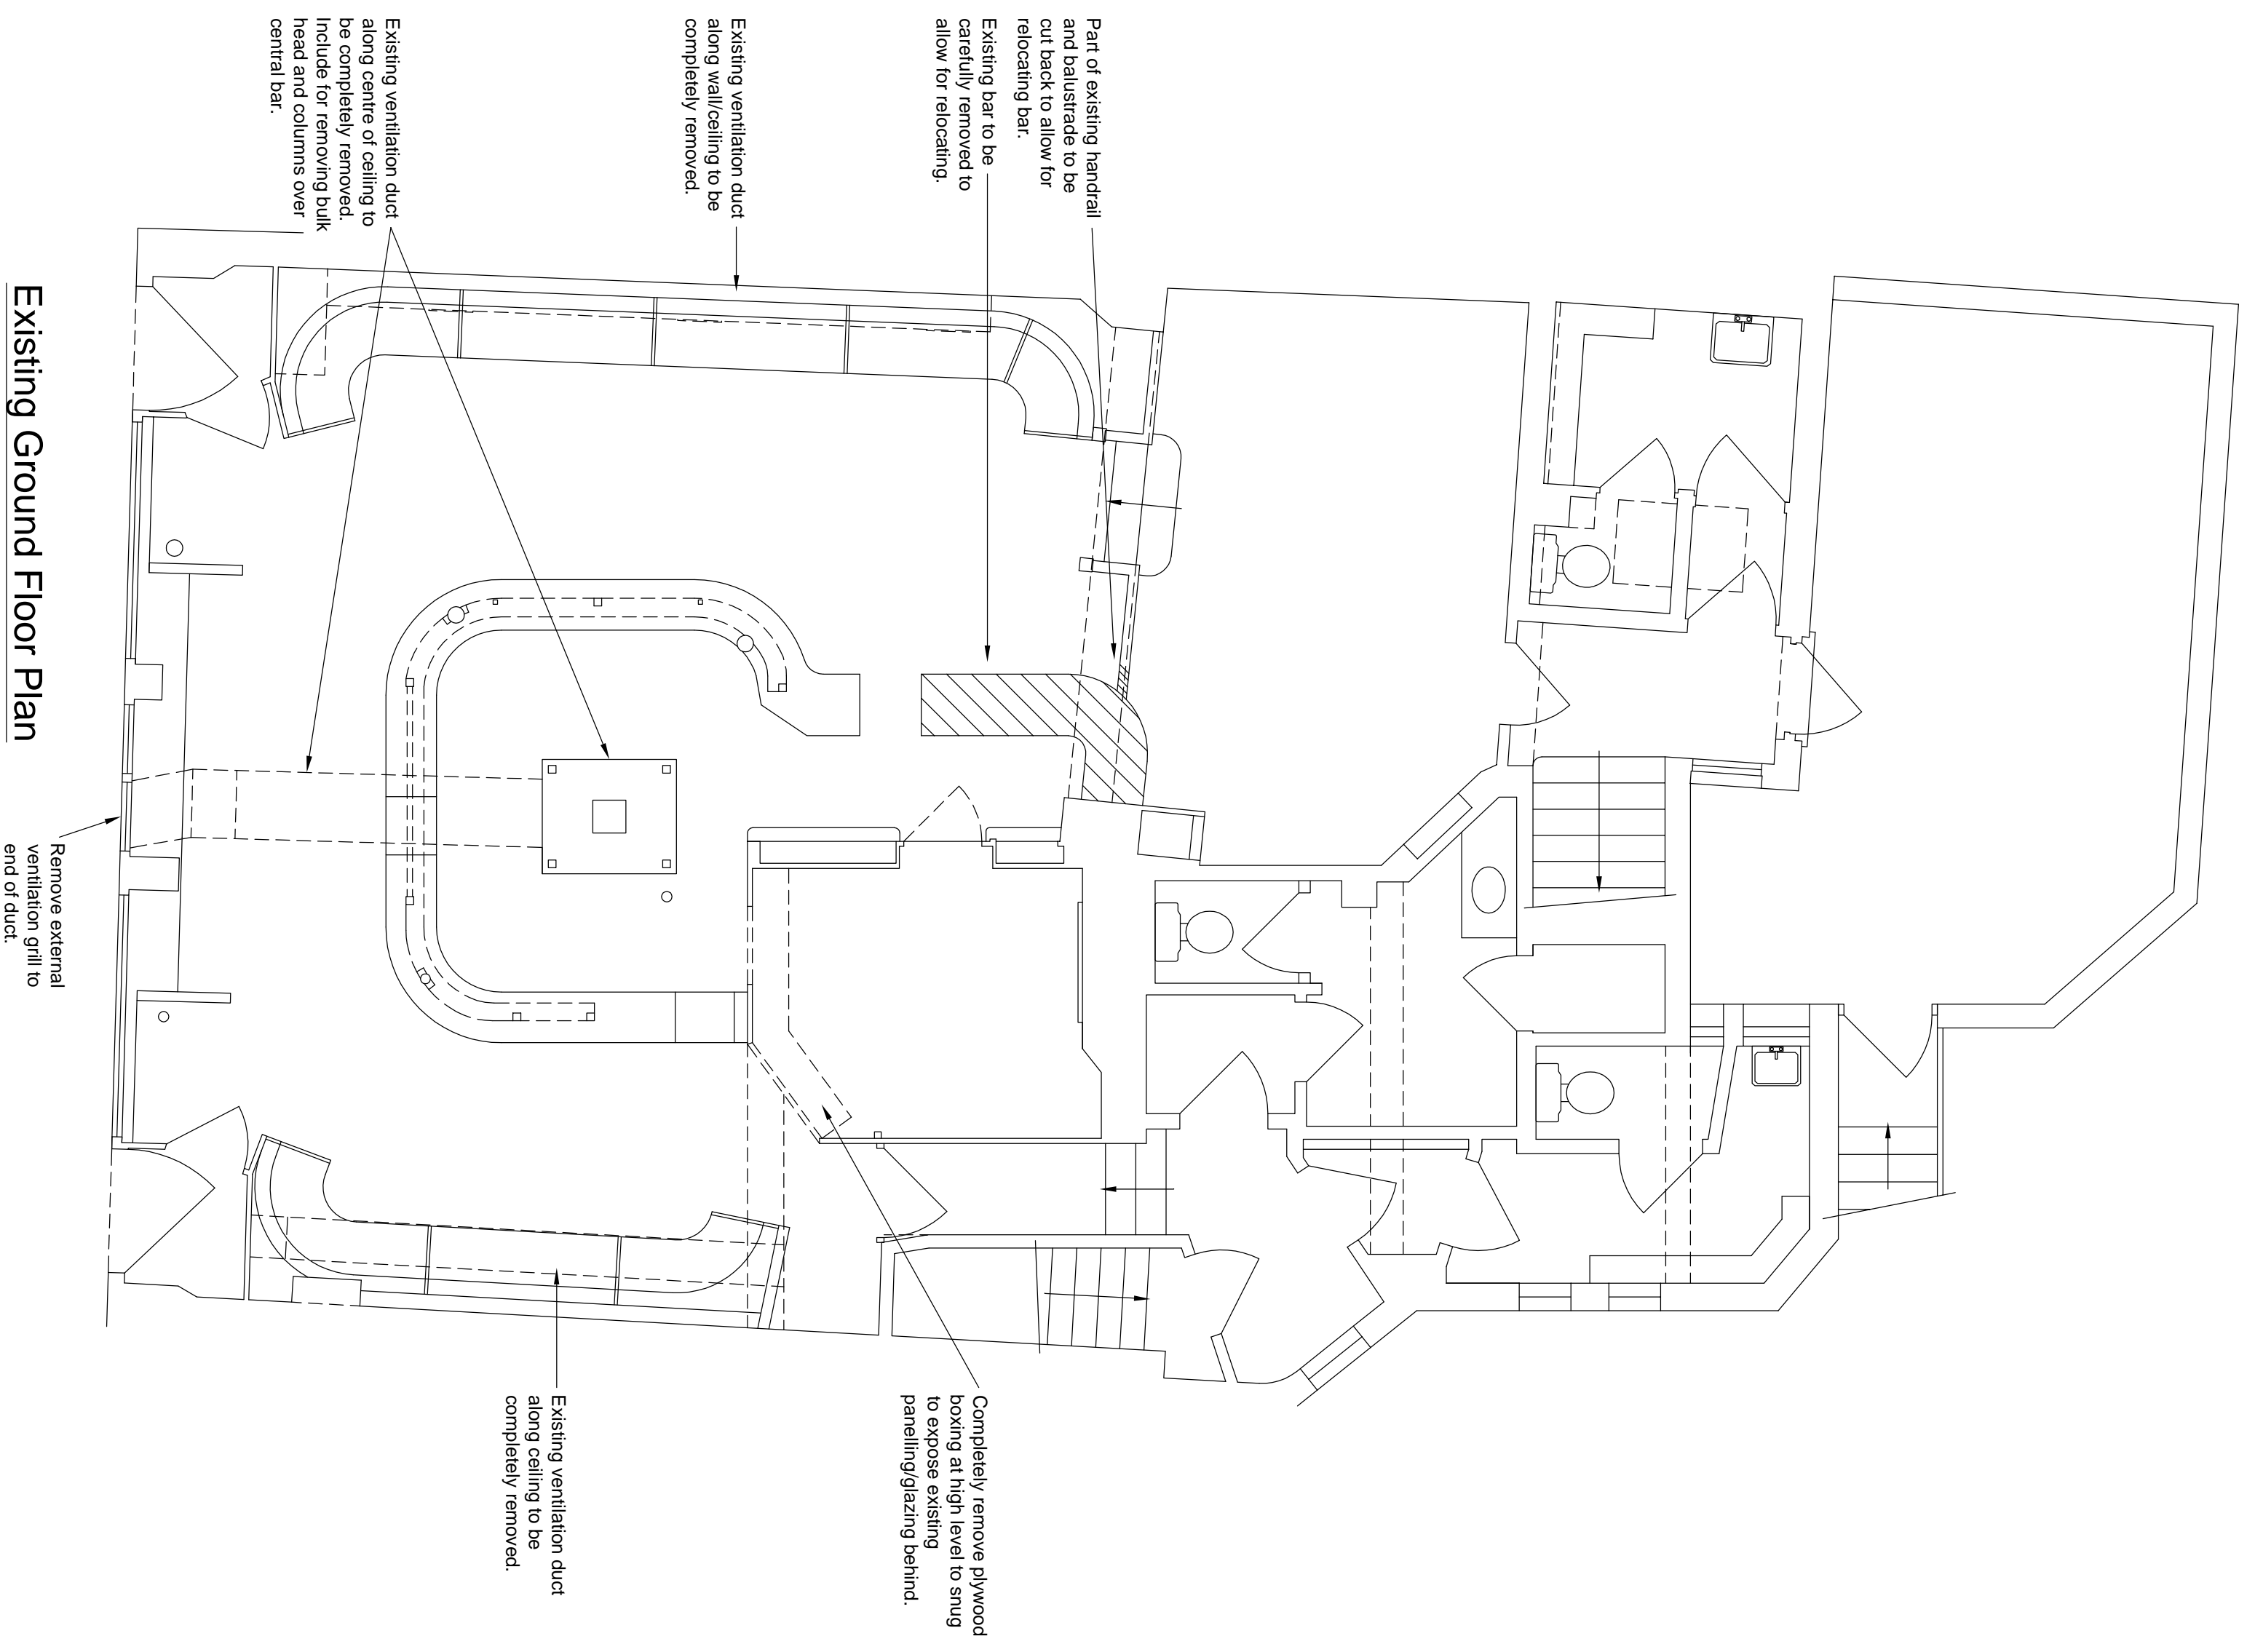 Part of existing handrail
and balustrade to be
cut back to allow for
relocating bar.
Existing bar to be
carefully removed to
allow for relocating.
Existing ventilation duct
along wall/ceiling to be
completely removed.
Existing ventilation duct
along centre of ceiling to
be completely removed.
Include for removing bulk
head and columns over
central bar.
Completely remove plywood
boxing at high level to snug
to expose existing
panelling/glazing behind.
Existing ventilation duct
along ceiling to be
completely removed.
Remove external
ventilation grill to
end of duct.
Existing Ground Floor Plan